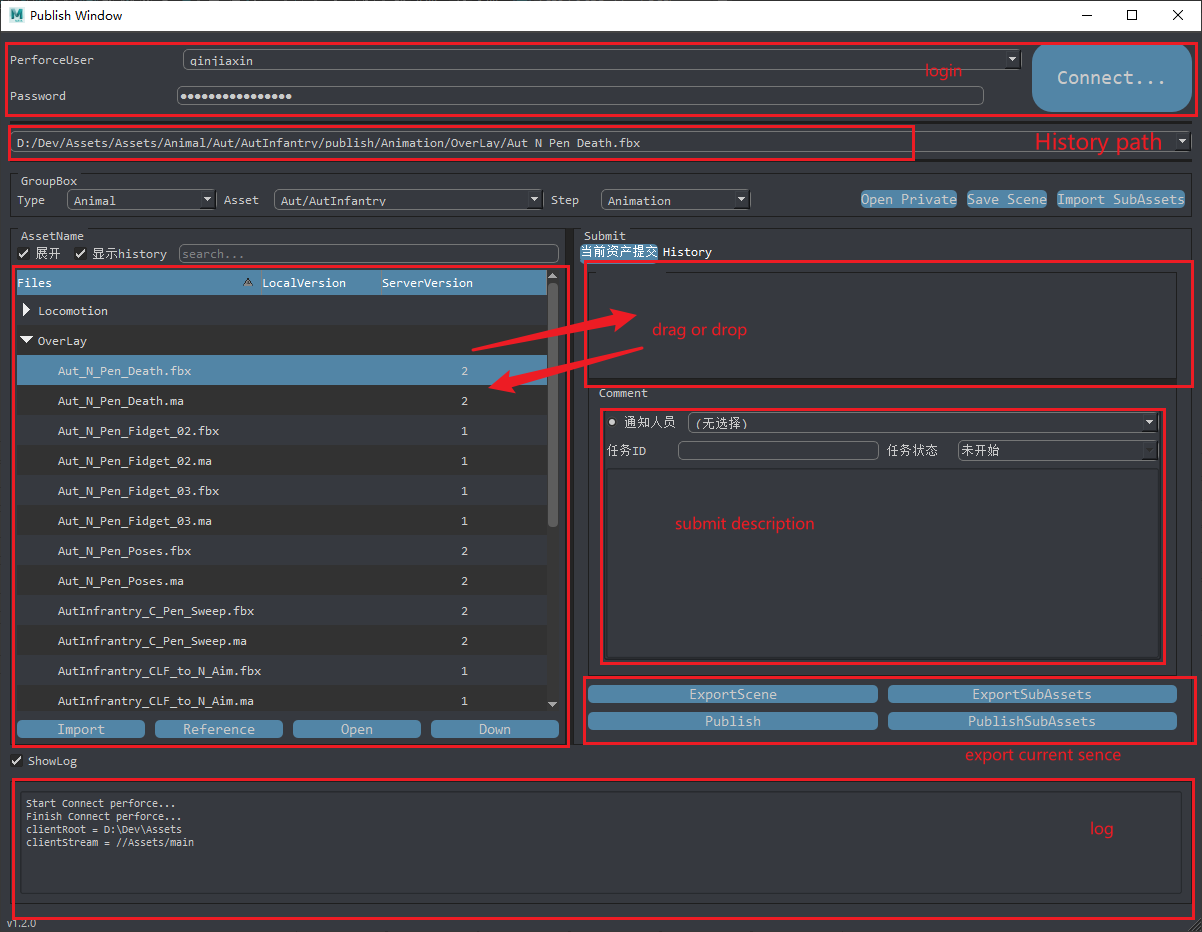 Publish Window
PerforceUser
qinjiaxin
login
Connect...
Password
D:/Dev/Assets/Assets/Animal/Aut/AutInfantry/publish/Animation/OverLay/Aut_N_Pen_Death.fbx
History path
GroupBox
Type Animal Asset Aut/AutInfantry Step Animation Open Private Save Scene Import SubAssets
AssetName
展开 显示history search...
Files LocalVersion ServerVersion
Locomotion
OverLay
Aut_N_Pen_Death.fbx 2
Aut_N_Pen_Death.ma 2
Aut_N_Pen_Fidget_02.fbx 1
Aut_N_Pen_Fidget_02.ma 1
Aut_N_Pen_Fidget_03.fbx 1
Aut_N_Pen_Fidget_03.ma 1
Aut_N_Pen_Poses.fbx 2
Aut_N_Pen_Poses.ma 2
AutInfrantry_C_Pen_Sweep.fbx 2
AutInfrantry_C_Pen_Sweep.ma 2
AutInfrantry_CLF_to_N_Aim.fbx 1
AutInfrantry_CLF_to_N_Aim.ma 1
Import Reference Open Down
Submit
当前资产提交 History
drag or drop
Comment
通知人员 (无选择)
任务ID 任务状态 未开始
submit description
ExportScene ExportSubAssets
Publish PublishSubAssets
export current sence
ShowLog
Start Connect perforce...
Finish Connect perforce...
clientRoot = D:\Dev\Assets
clientStream = //Assets/main
log
v1.2.0